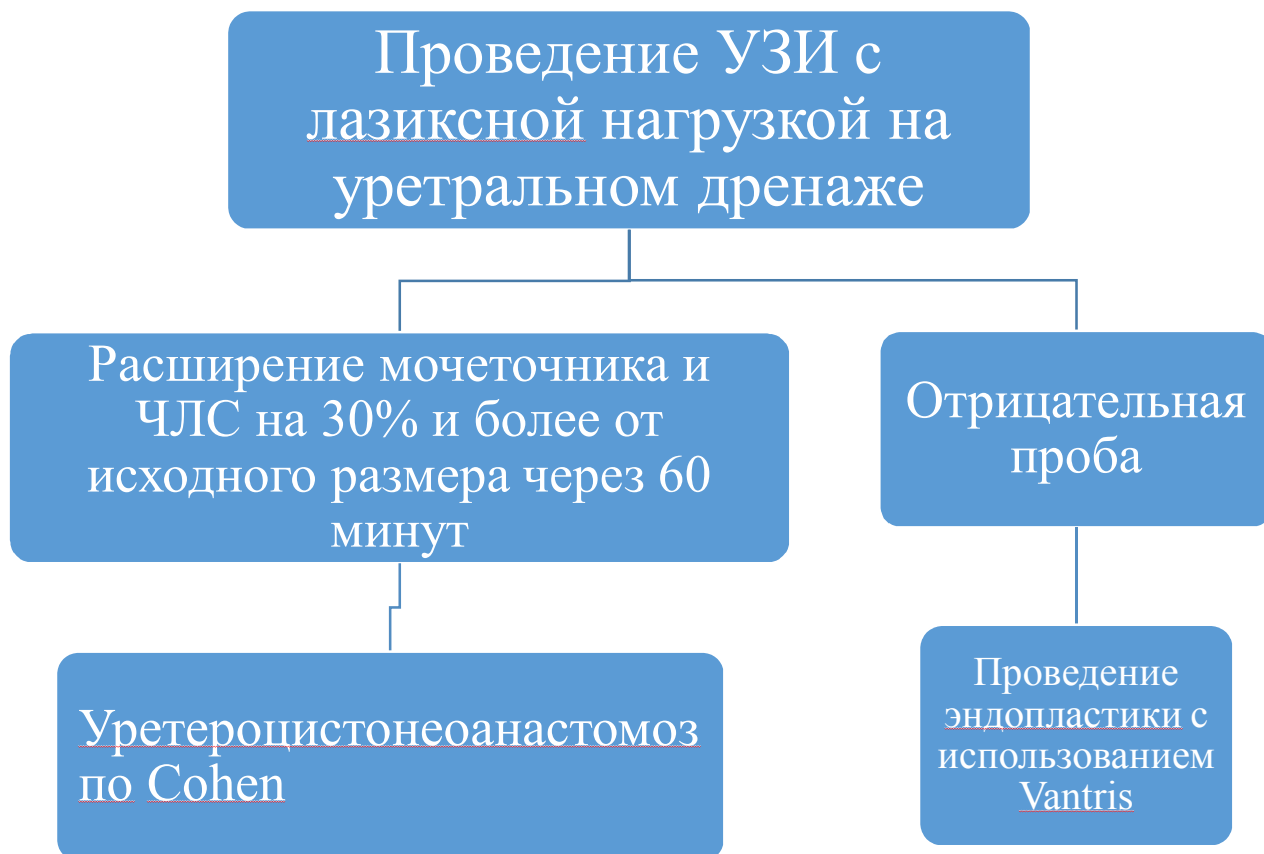 Проведение УЗИ с
лазиксной нагрузкой на
уретральном дренаже
Расширение мочеточника и
ЧЛС на 30% и более от
исходного размера через 60
минут
Отрицательная
проба
Уретероцистонеоанастомоз
по Cohen
Проведение
эндопластики с
использованием
Vantris